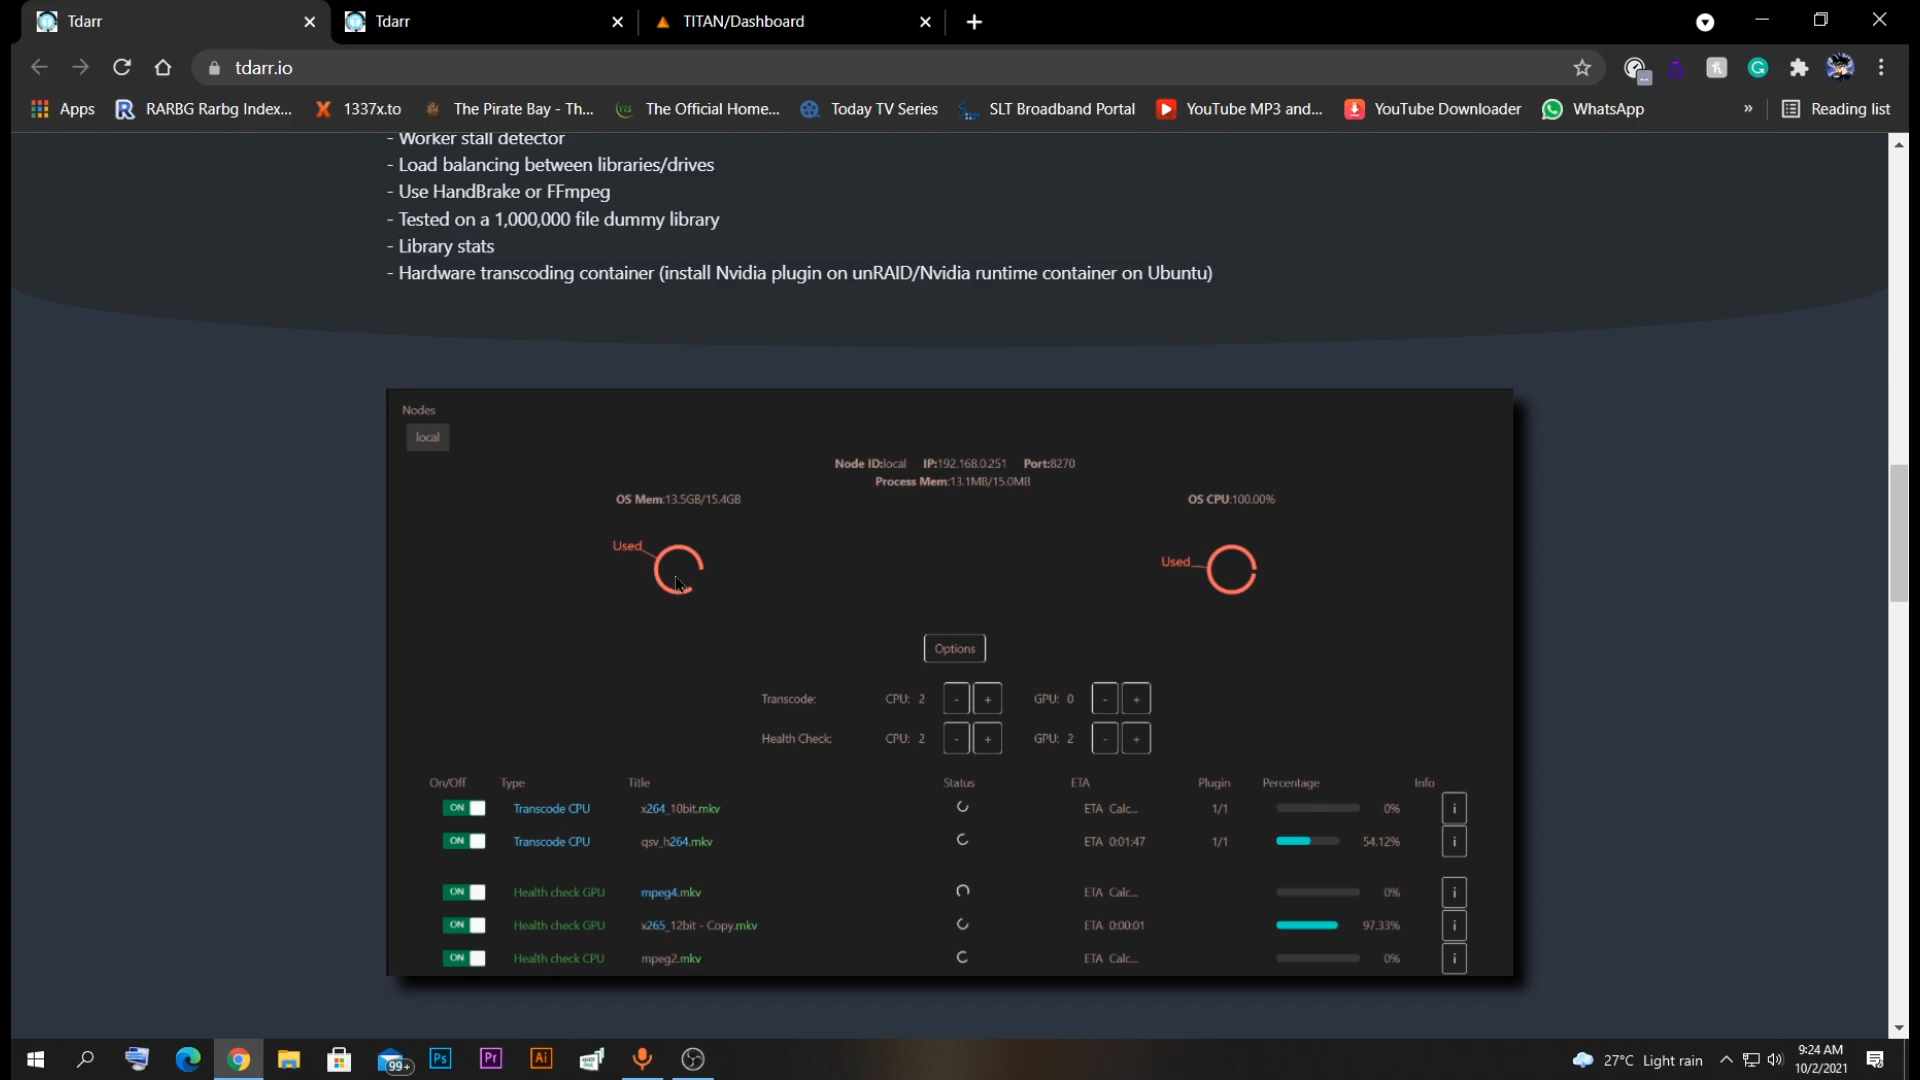 Tdarr
Tdarr
TITAN/Dashboard
tdarr.io
Apps
RARBG Rarbg Index...
1337x.to
The Pirate Bay - Th...
The Official Home...
Today TV Series
SLT Broadband Portal
YouTube MP3 and...
YouTube Downloader
WhatsApp
»
Reading list
- Worker stall detector
- Load balancing between libraries/drives
- Use HandBrake or FFmpeg
- Tested on a 1,000,000 file dummy library
- Library stats
- Hardware transcoding container (install Nvidia plugin on unRAID/Nvidia runtime container on Ubuntu)
Nodes
local
Node ID:local IP:192.168.0.251 Port:8270
Process Mem:13.1MB/15.0MB
OS Mem:13.5GB/15.4GB
OS CPU:100.00%
Used
Used
Options
Transcode: CPU: 2 - + GPU: 0 - +
Health Check: CPU: 2 - + GPU: 2 - +
On/Off Type Title Status ETA Plugin Percentage Info
ON Transcode CPU x264_10bit.mkv ETA Calc... 1/1 0% i
ON Transcode CPU qsv_h264.mkv ETA 0:01:47 1/1 54.12% i
ON Health check GPU mpeg4.mkv ETA Calc... 0% i
ON Health check GPU x265_12bit - Copy.mkv ETA 0:00:01 97.33% i
ON Health check CPU mpeg2.mkv ETA Calc... 0% i
99+
Ps
Pr
Ai
27°C Light rain
9:24 AM
10/2/2021